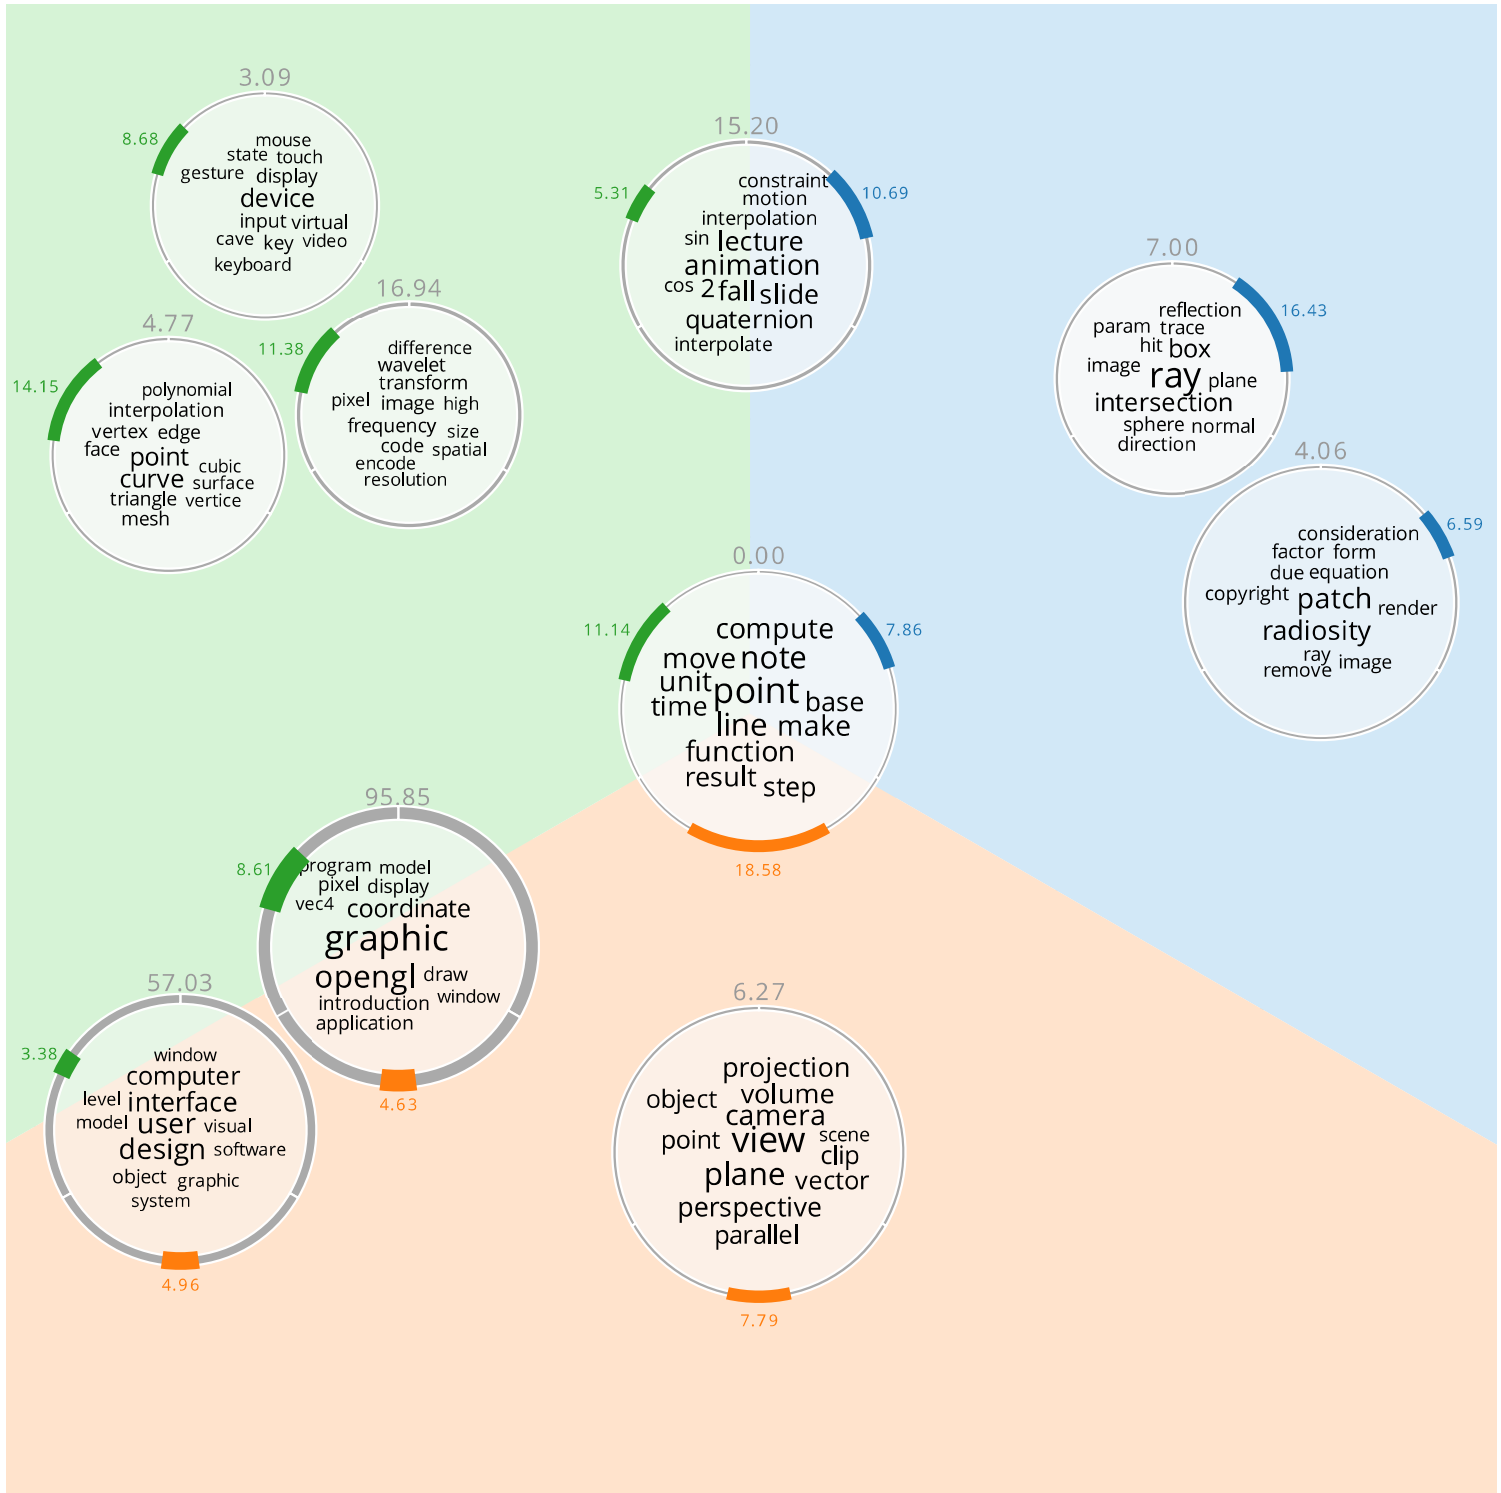 3.09
8.68
mouse
state touch
gesture display
device
input virtual
cave key video
keyboard
15.20
5.31
10.69
constraint
motion
interpolation
sin lecture
animation
cos 2 fall slide
quaternion
interpolate
7.00
16.43
reflection
param trace
hit box
image ray plane
intersection
sphere normal
direction
16.94
11.38
difference
wavelet
transform
pixel image high
frequency size
code spatial
encode
resolution
4.77
14.15
polynomial
interpolation
vertex edge
face point cubic
curve surface
triangle vertice
mesh
4.06
6.59
consideration
factor form
due equation
copyright patch render
radiosity
ray
remove image
0.00
11.14
7.86
compute
move note
unit point
time base
line make
function
result step
18.58
95.85
8.61
program model
pixel display
vec4 coordinate
graphic
opengl draw
introduction window
application
4.63
57.03
3.38
window
computer
level interface
model user visual
design software
object graphic
system
4.96
6.27
projection
object volume
camera
point view scene
clip
plane vector
perspective
parallel
7.79